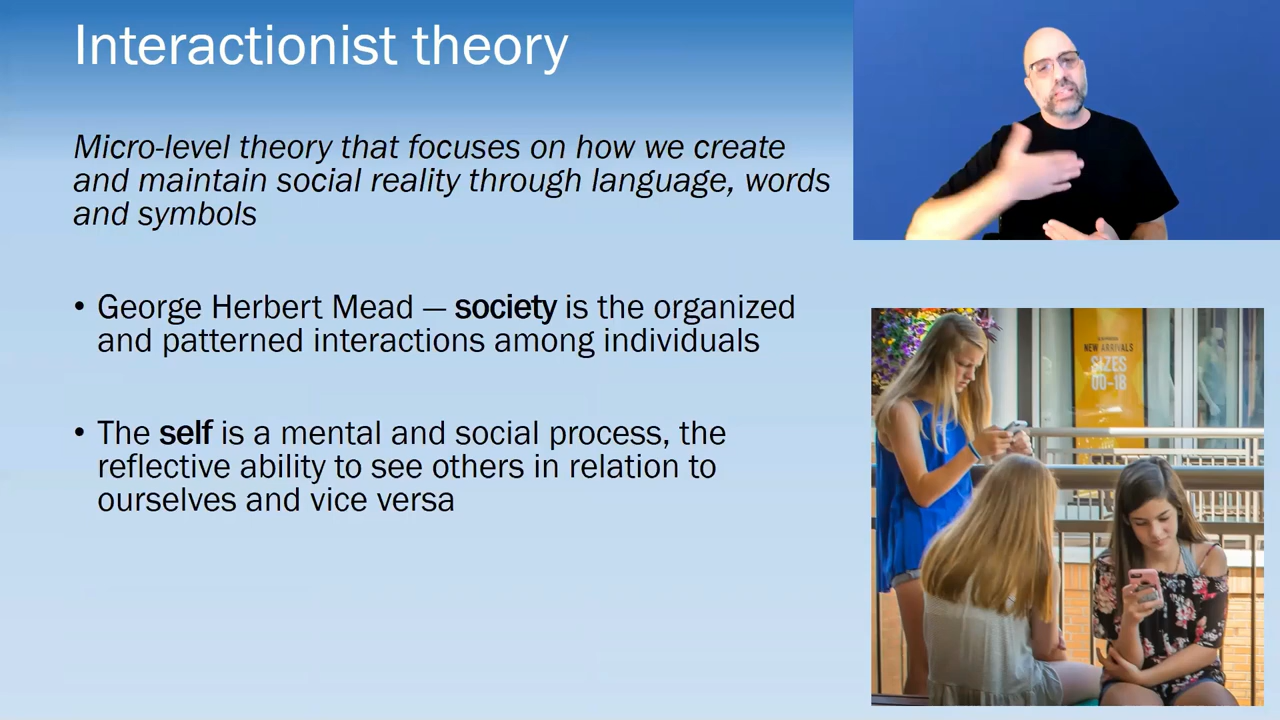 Interactionist theory
Micro-level theory that focuses on how we create
and maintain social reality through language, words
and symbols
• George Herbert Mead — society is the organized
and patterned interactions among individuals
• The self is a mental and social process, the
reflective ability to see others in relation to
ourselves and vice versa
NEW ARRIVALS
SIZES
00-18